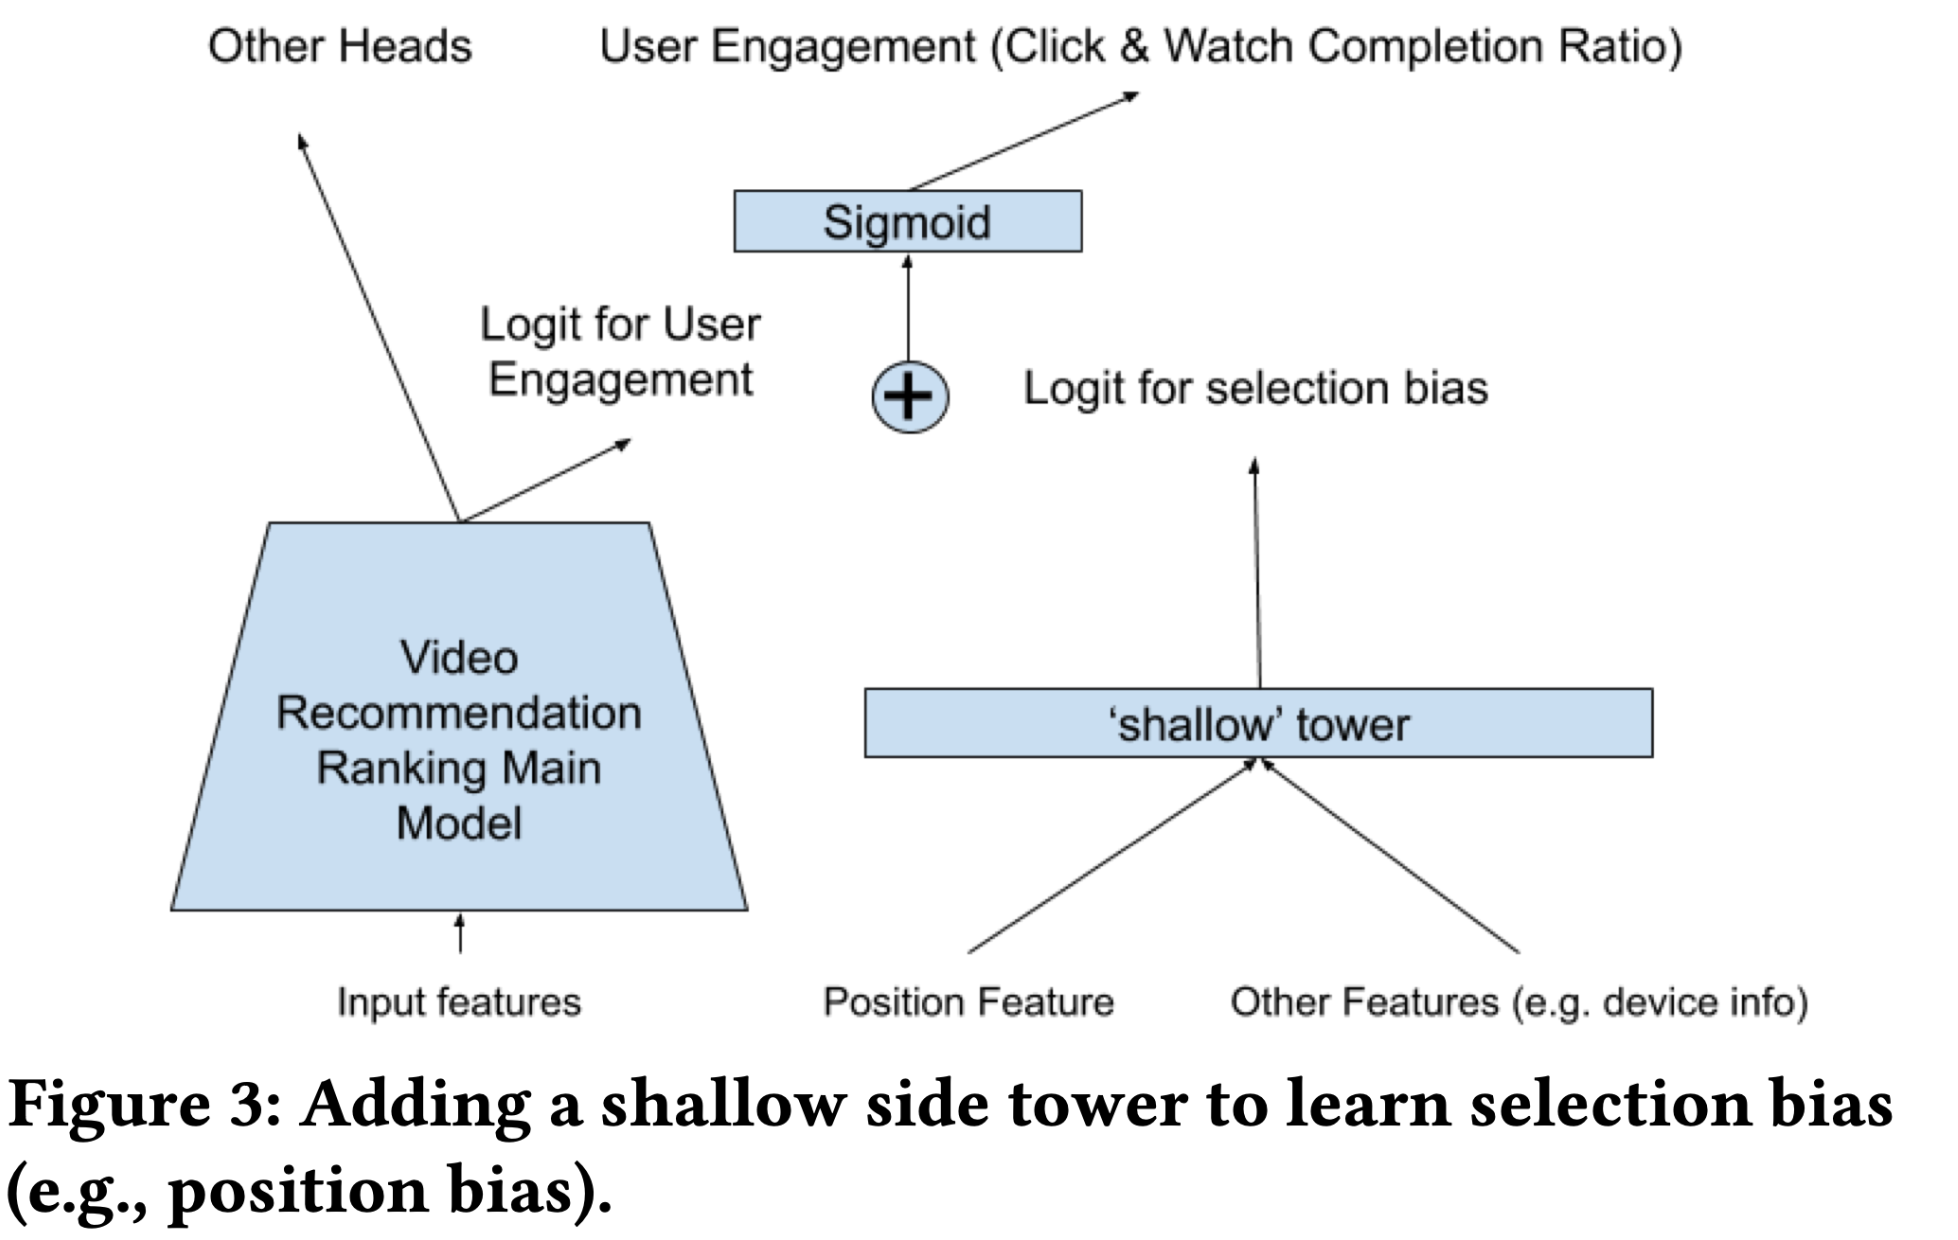 Other Heads
User Engagement (Click & Watch Completion Ratio)
Sigmoid
Logit for User
Engagement
+
Logit for selection bias
Video
Recommendation
Ranking Main
Model
‘shallow’ tower
Input features
Position Feature
Other Features (e.g. device info)
Figure 3: Adding a shallow side tower to learn selection bias
(e.g., position bias).